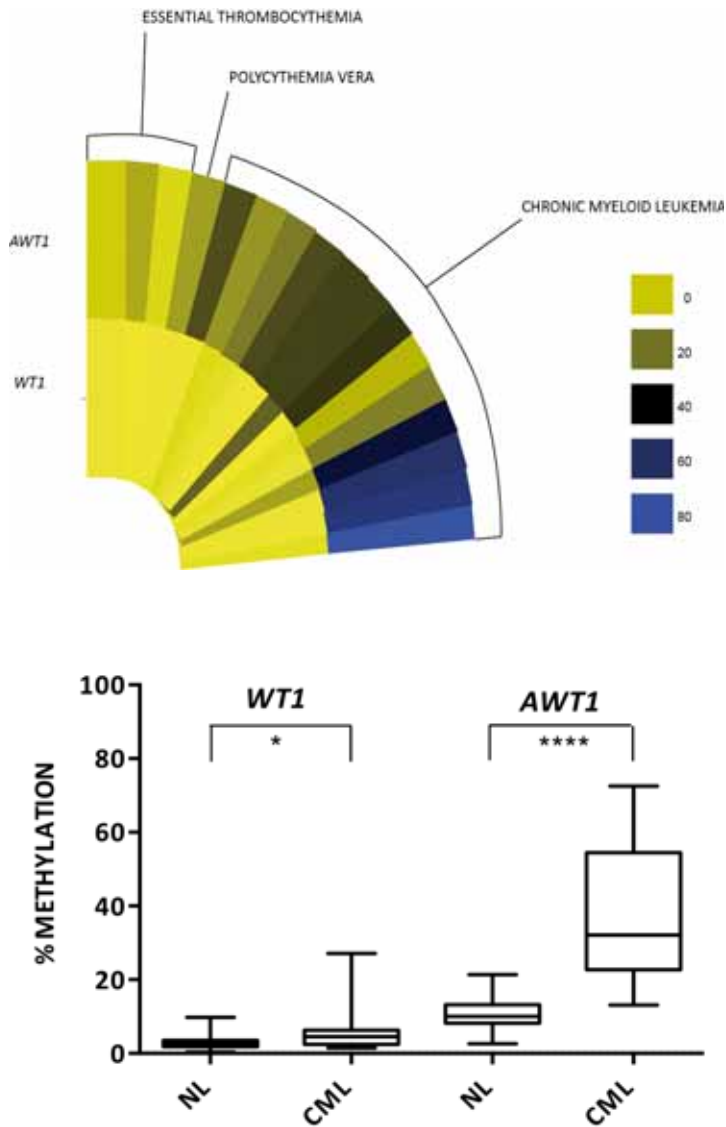 ESSENTIAL THROMBOCYTHEMIA
POLYCYTHEMIA VERA
CHRONIC MYELOID LEUKEMIA
AWT1
WT1
0
20
40
60
80
100
80
60
40
20
0
% METHYLATION
WT1
AWT1
*
****
NL
CML
NL
CML